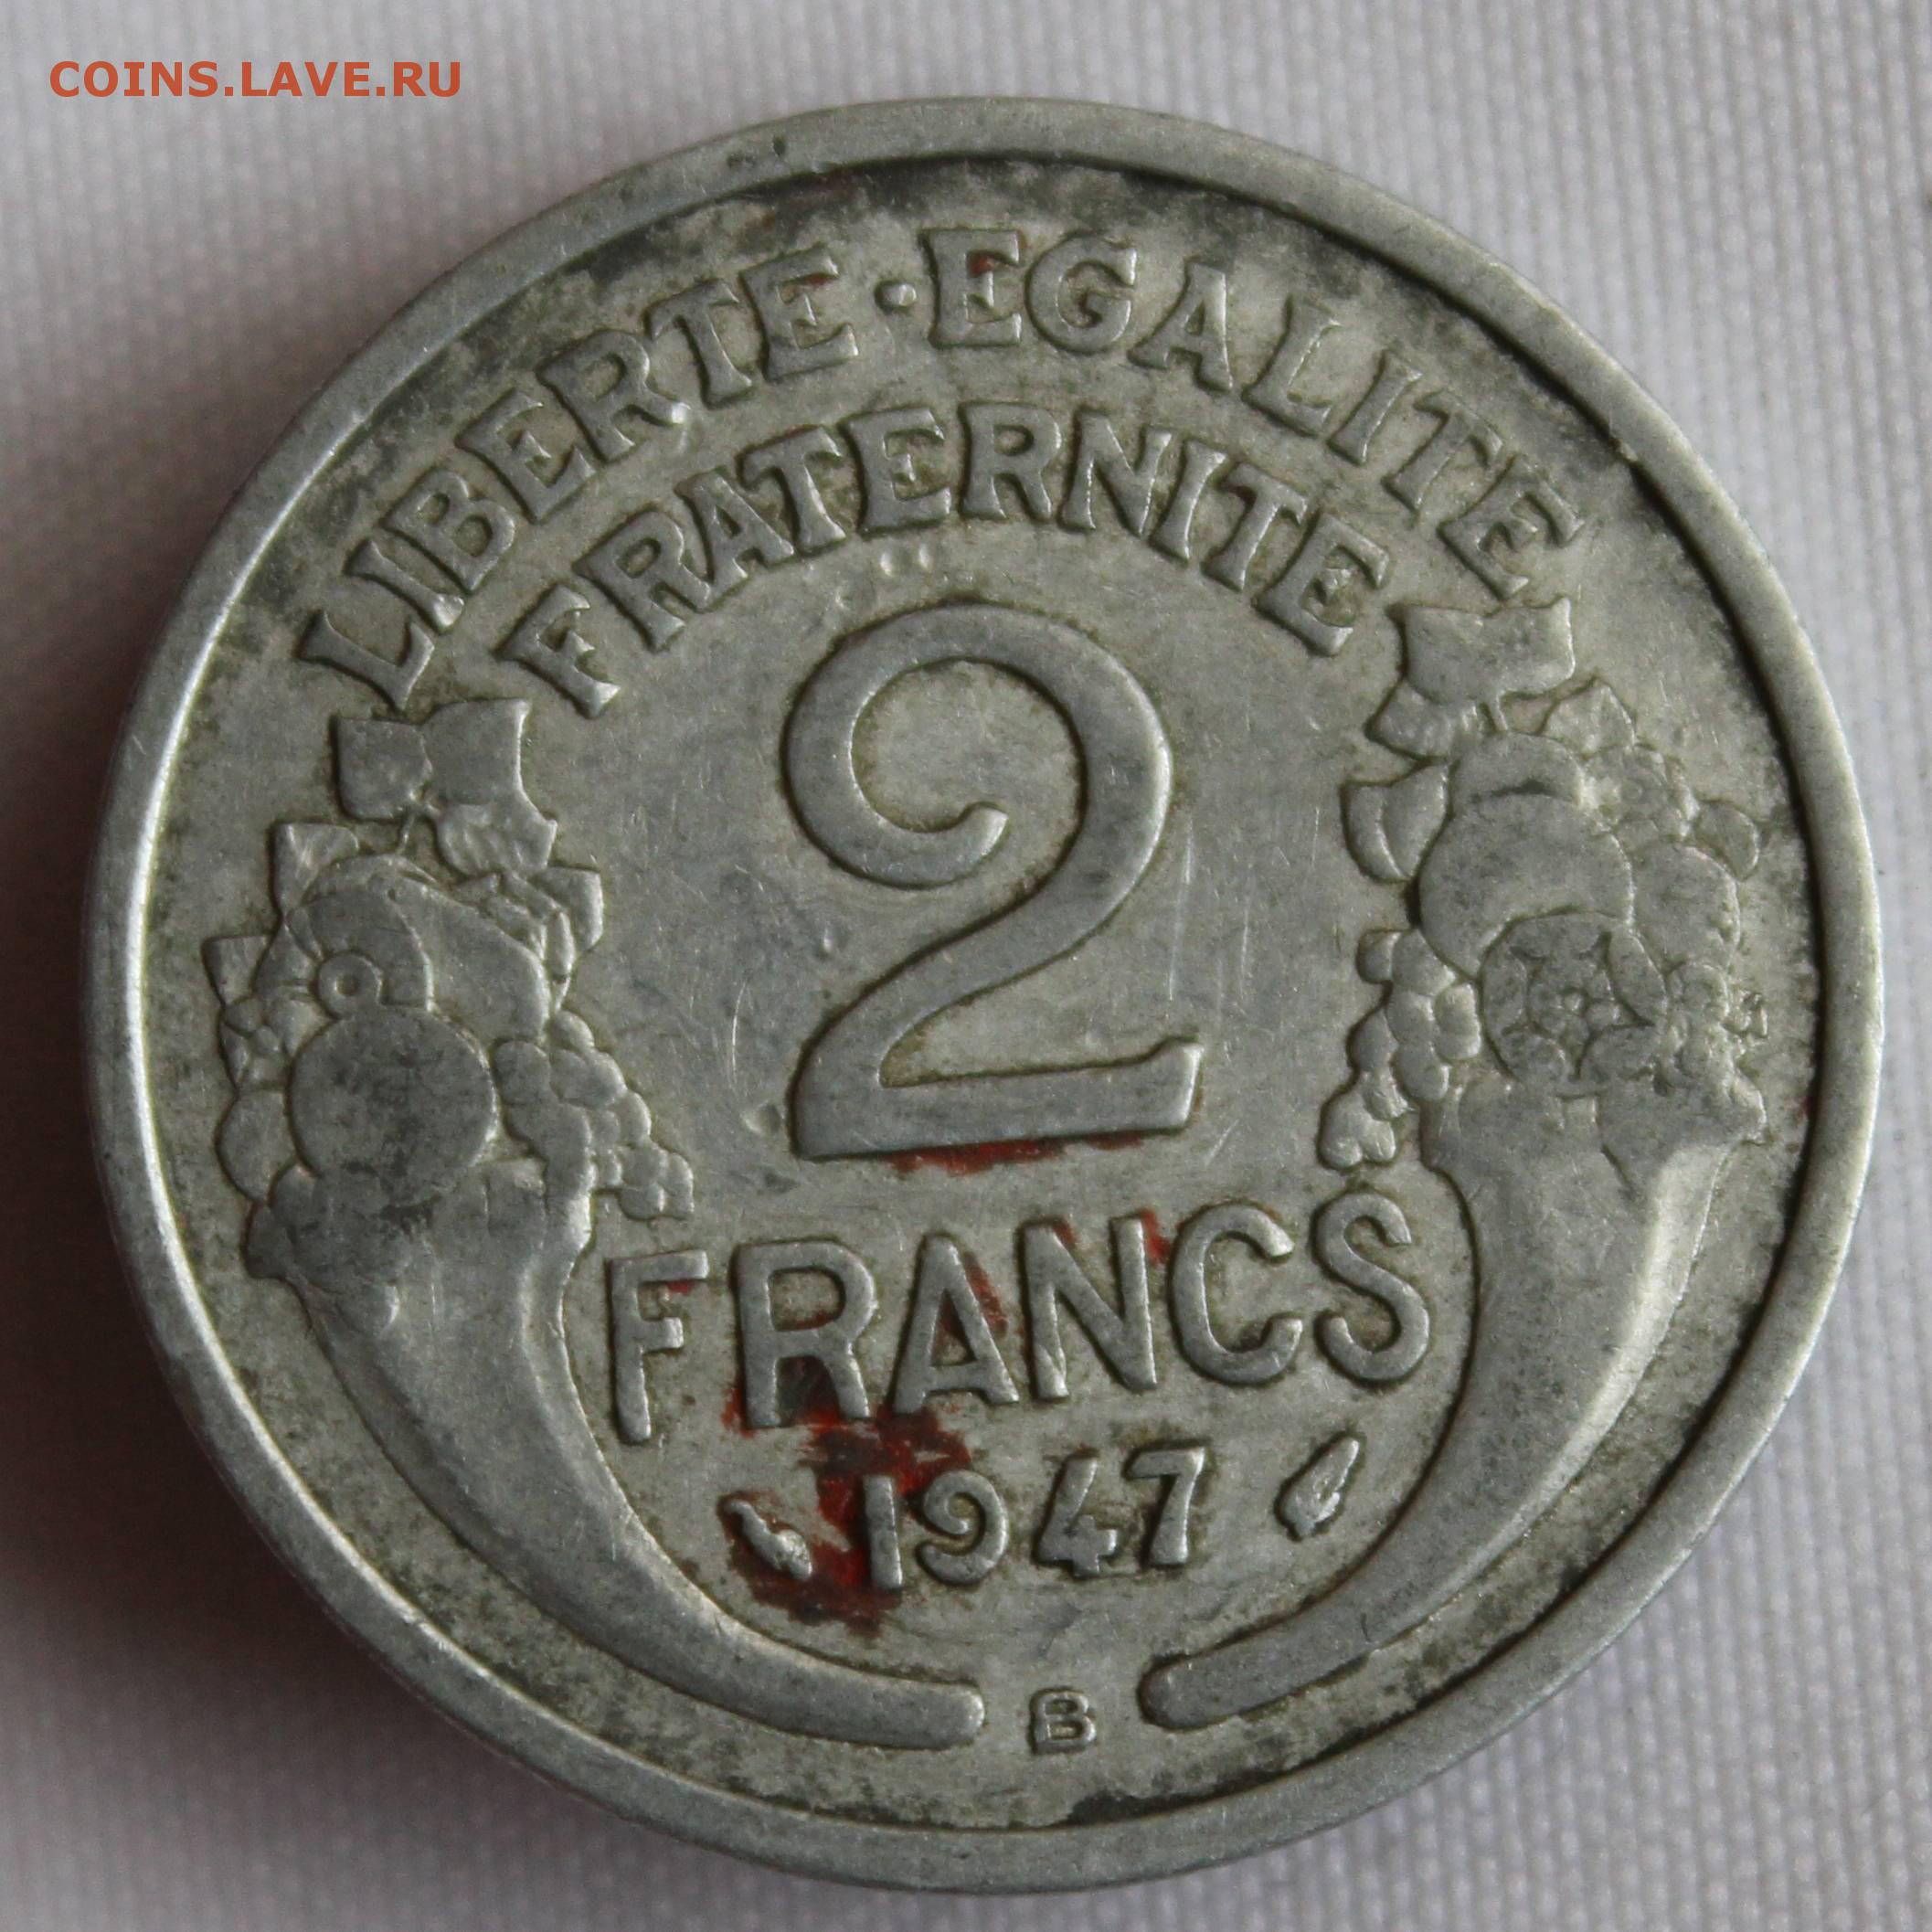 COINS.LAVE.RU
LIBERTE · EGALITE
FRATERNITE
2
FRANCS
1947
B